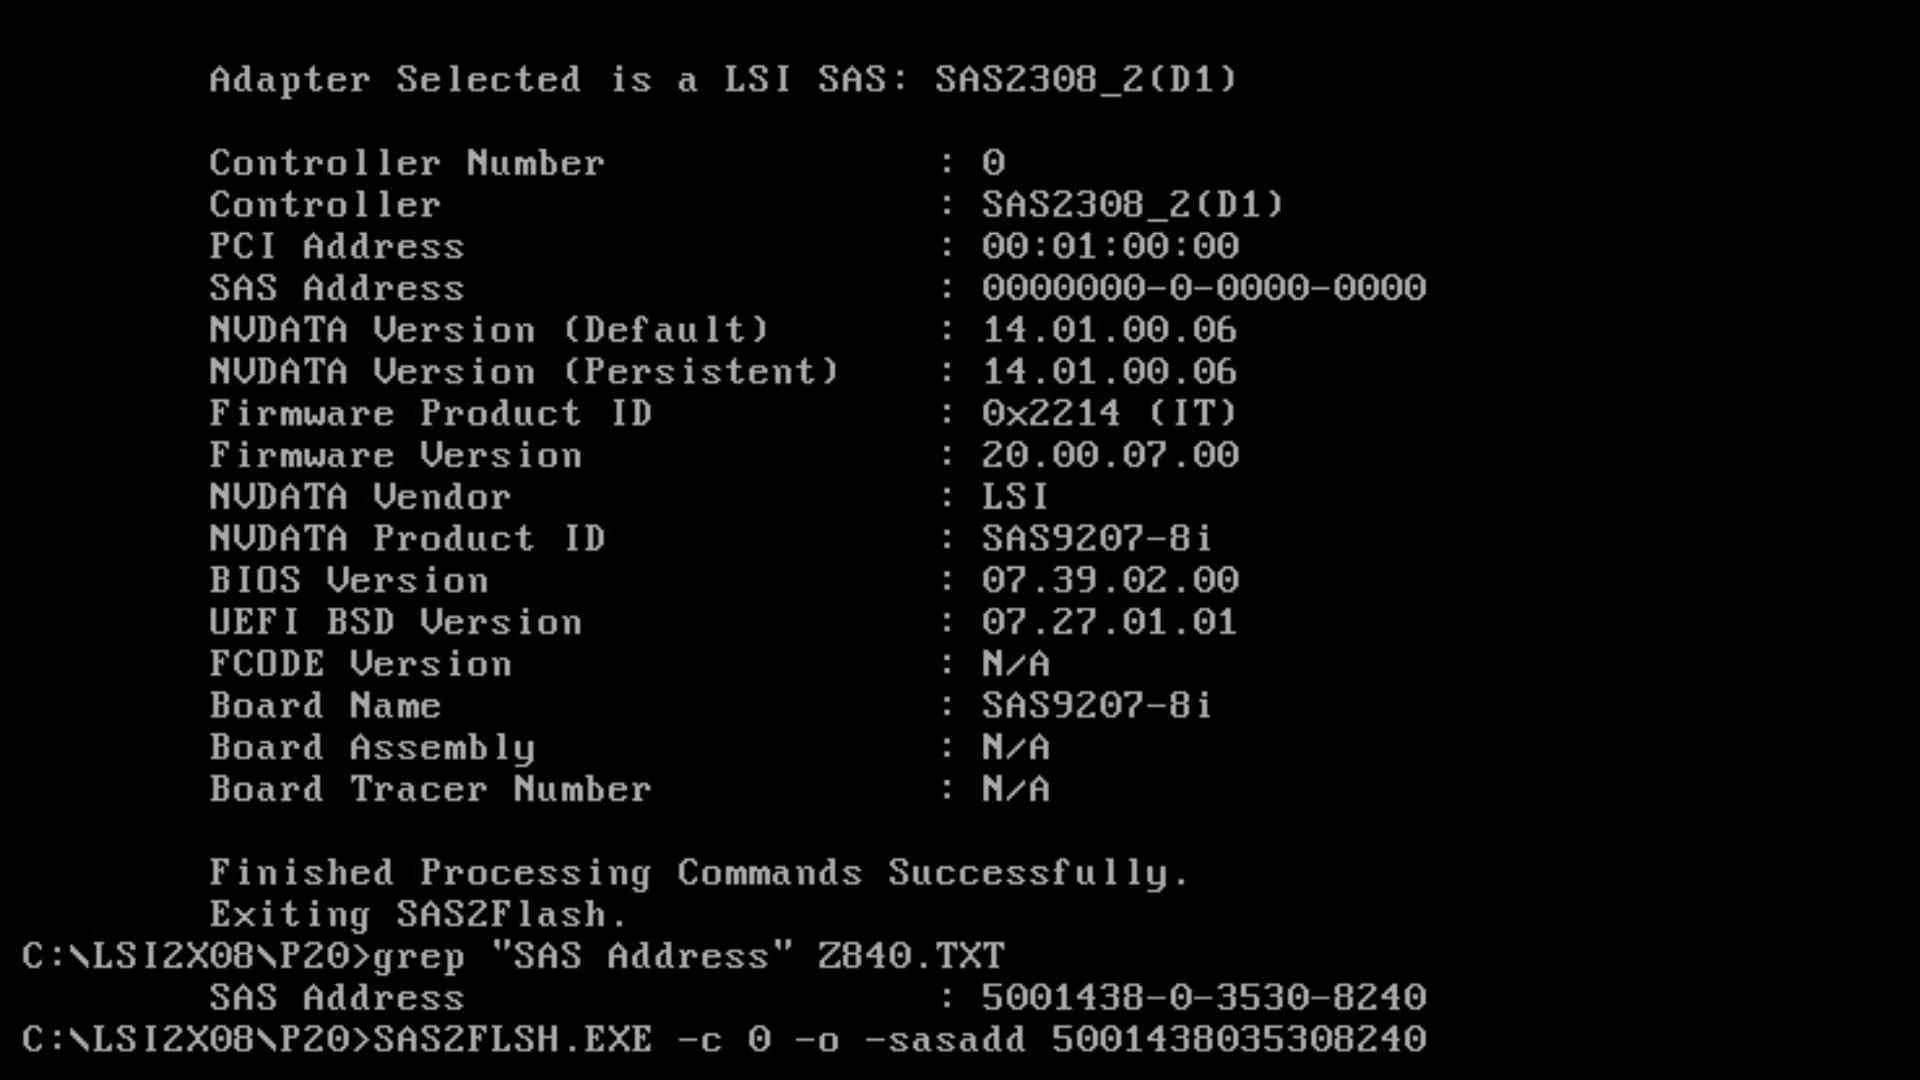 Adapter Selected is a LSI SAS: SAS2308_2(D1)
Controller Number : 0
Controller : SAS2308_2(D1)
PCI Address : 00:01:00:00
SAS Address : 0000000-0-0000-0000
NVDATA Version (Default) : 14.01.00.06
NVDATA Version (Persistent) : 14.01.00.06
Firmware Product ID : 0x2214 (IT)
Firmware Version : 20.00.07.00
NVDATA Vendor : LSI
NVDATA Product ID : SAS9207-8i
BIOS Version : 07.39.02.00
UEFI BSD Version : 07.27.01.01
FCODE Version : N/A
Board Name : SAS9207-8i
Board Assembly : N/A
Board Tracer Number : N/A
Finished Processing Commands Successfully.
Exiting SAS2Flash.
C:\LSI2X08\P20>grep "SAS Address" Z840.TXT
SAS Address : 5001438-0-3530-8240
C:\LSI2X08\P20>SAS2FLSH.EXE -c 0 -o -sasadd 5001438035308240